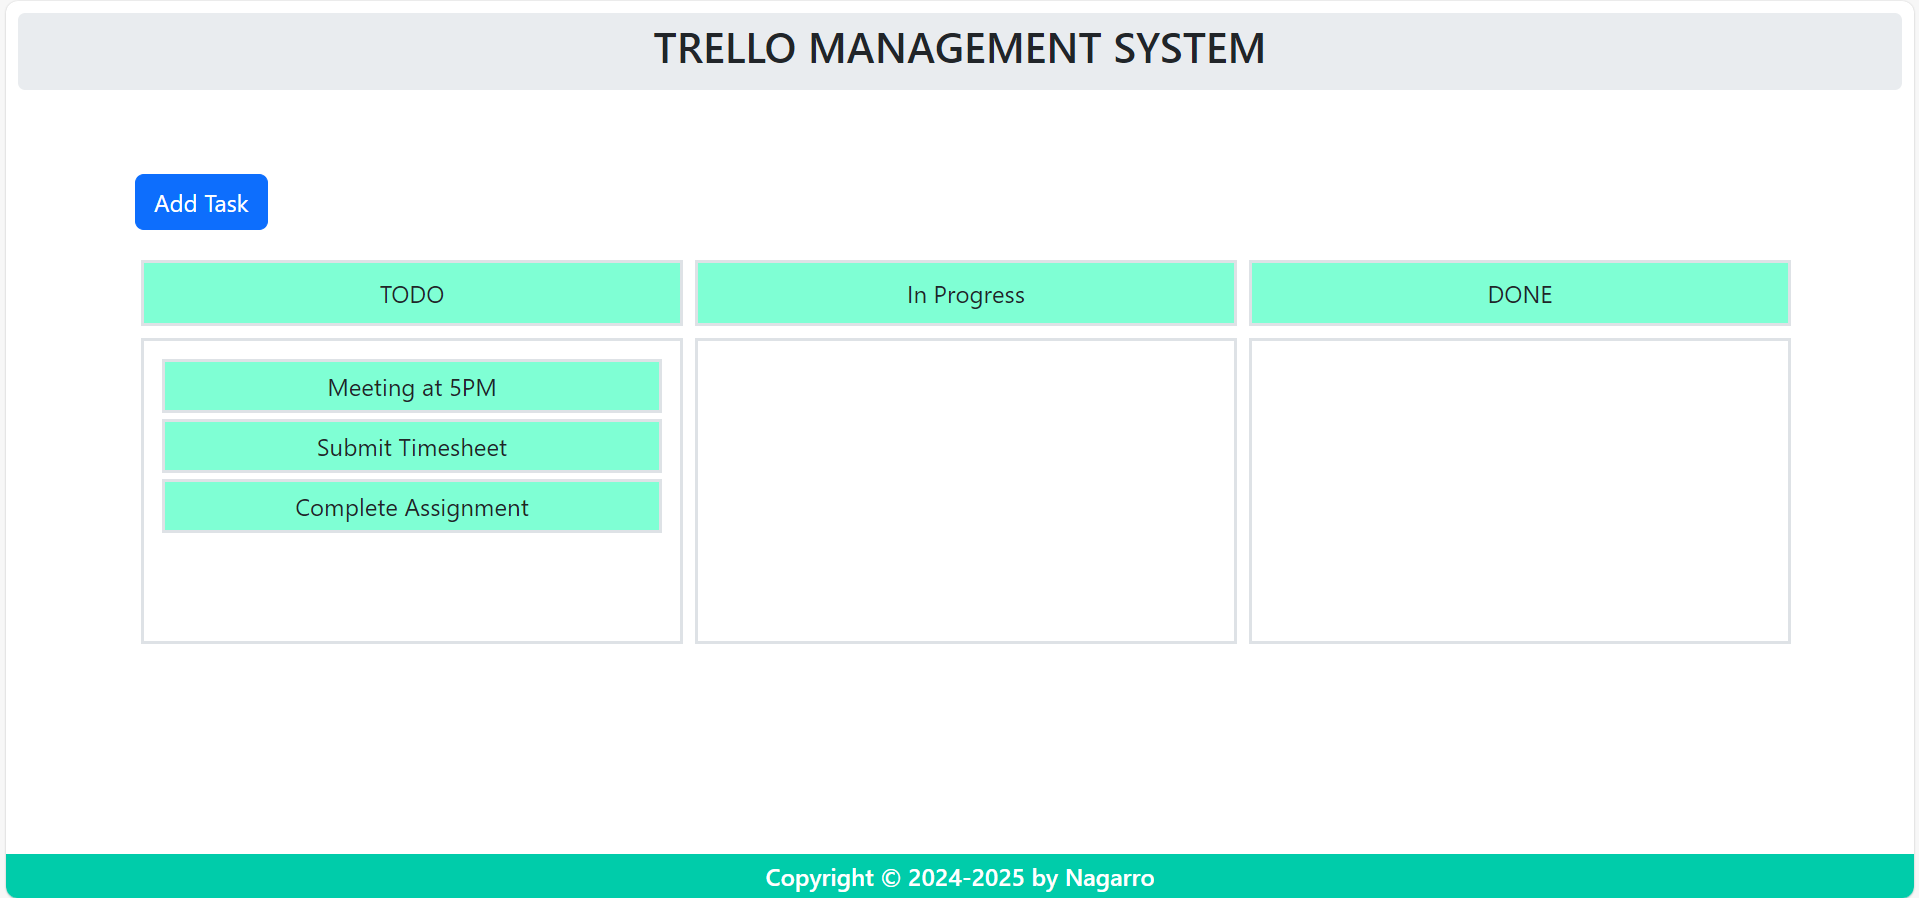 TRELLO MANAGEMENT SYSTEM
Add Task
TODO
In Progress
DONE
Meeting at 5PM
Submit Timesheet
Complete Assignment
Copyright © 2024-2025 by Nagarro